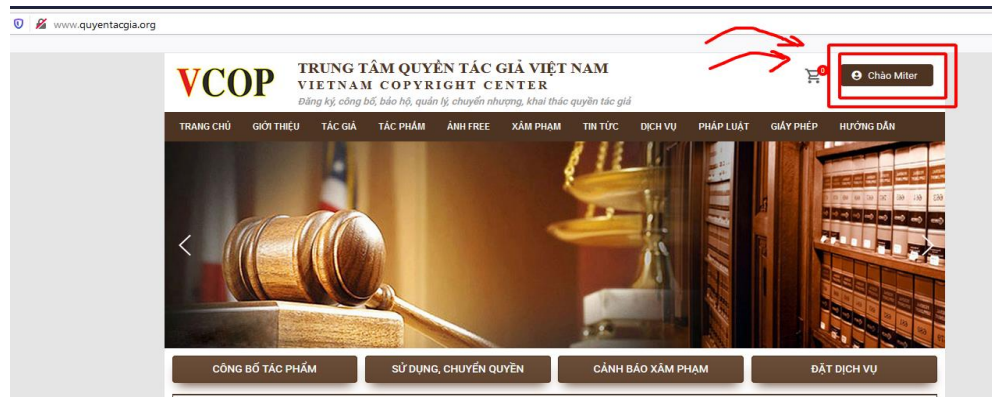 www.quyentacgia.org
VCOP
TRUNG TÂM QUYỀN TÁC GIẢ VIỆT NAM
VIETNAM COPYRIGHT CENTER
Đăng ký, công bố, bảo hộ, quản lý, chuyển nhượng, khai thác quyền tác giả
0
Chào Miter
TRANG CHỦ GIỚI THIỆU TÁC GIẢ TÁC PHẨM ẢNH FREE XÂM PHẠM TIN TỨC DỊCH VỤ PHÁP LUẬT GIẤY PHÉP HƯỚNG DẪN
CÔNG BỐ TÁC PHẨM SỬ DỤNG, CHUYỂN QUYỀN CẢNH BÁO XÂM PHẠM ĐẶT DỊCH VỤ